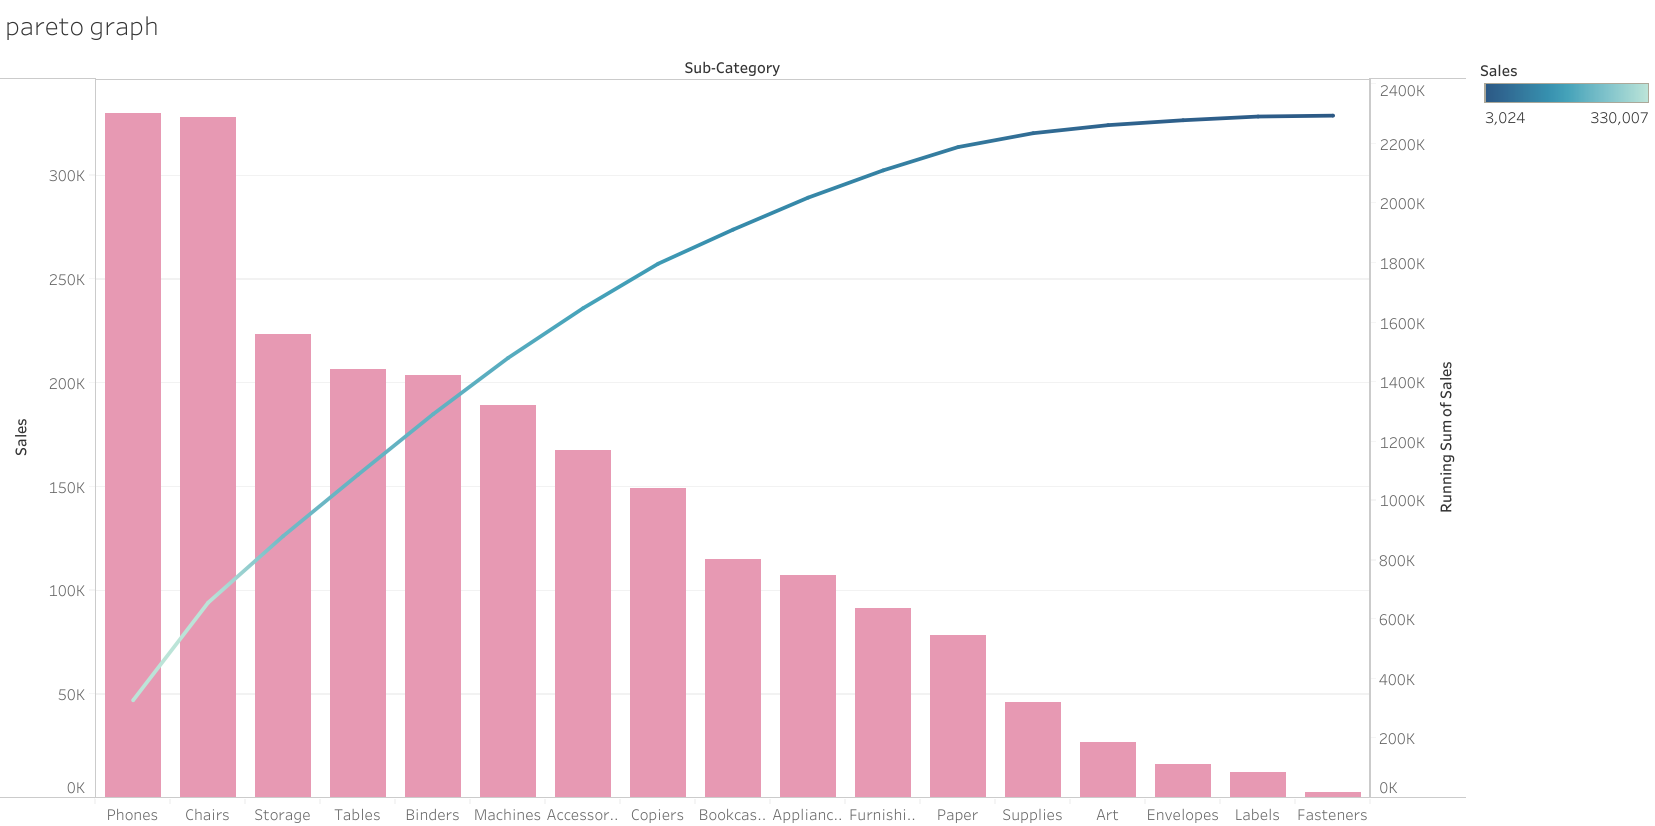 pareto graph
Sub-Category
Sales
3,024 330,007
300K
250K
200K
150K
100K
50K
0K
Sales
2400K
2200K
2000K
1800K
1600K
1400K
1200K
1000K
800K
600K
400K
200K
0K
Running Sum of Sales
Phones Chairs Storage Tables Binders Machines Accessor.. Copiers Bookcas.. Applianc.. Furnishi.. Paper Supplies Art Envelopes Labels Fasteners